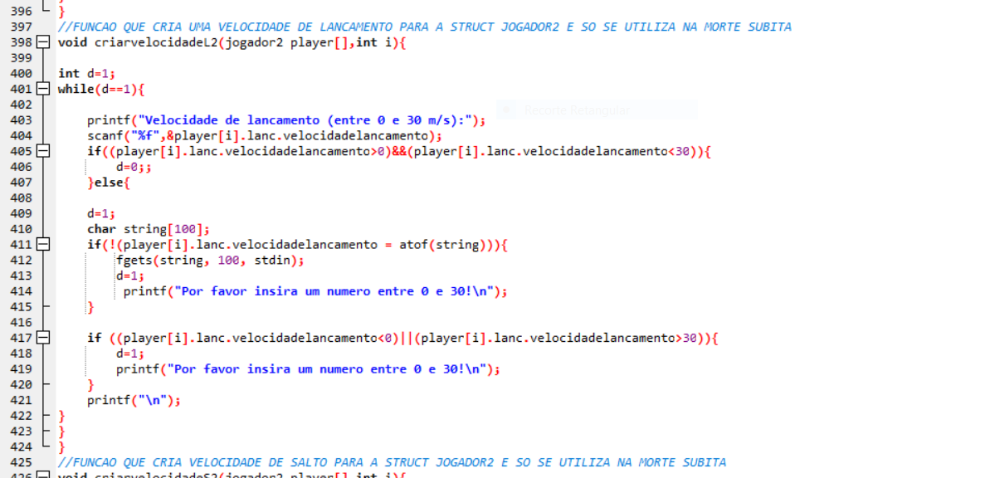 396 }
397 //FUNCAO QUE CRIA UMA VELOCIDADE DE LANCAMENTO PARA A STRUCT JOGADOR2 E SO SE UTILIZA NA MORTE SUBITA
398 void criarvelocidadeL2(jogador2 player[],int i){
399
400 int d=1;
401 while(d==1){
402
403 printf("Velocidade de lancamento (entre 0 e 30 m/s):");
404 scanf("%f",&player[i].lanc.velocidadelancamento);
405 if((player[i].lanc.velocidadelancamento>0)&&(player[i].lanc.velocidadelancamento<30)){
406 d=0;;
407 }else{
408
409 d=1;
410 char string[100];
411 if(!(player[i].lanc.velocidadelancamento = atof(string))){
412 fgets(string, 100, stdin);
413 d=1;
414 printf("Por favor insira um numero entre 0 e 30!\n");
415 }
416
417 if ((player[i].lanc.velocidadelancamento<0)||(player[i].lanc.velocidadelancamento>30)){
418 d=1;
419 printf("Por favor insira um numero entre 0 e 30!\n");
420 }
421 printf("\n");
422 }
423 }
424 }
425 //FUNCAO QUE CRIA VELOCIDADE DE SALTO PARA A STRUCT JOGADOR2 E SO SE UTILIZA NA MORTE SUBITA
426 void criarvelocidadeS2(jogador2 player[],int i){
Recorte Retangular